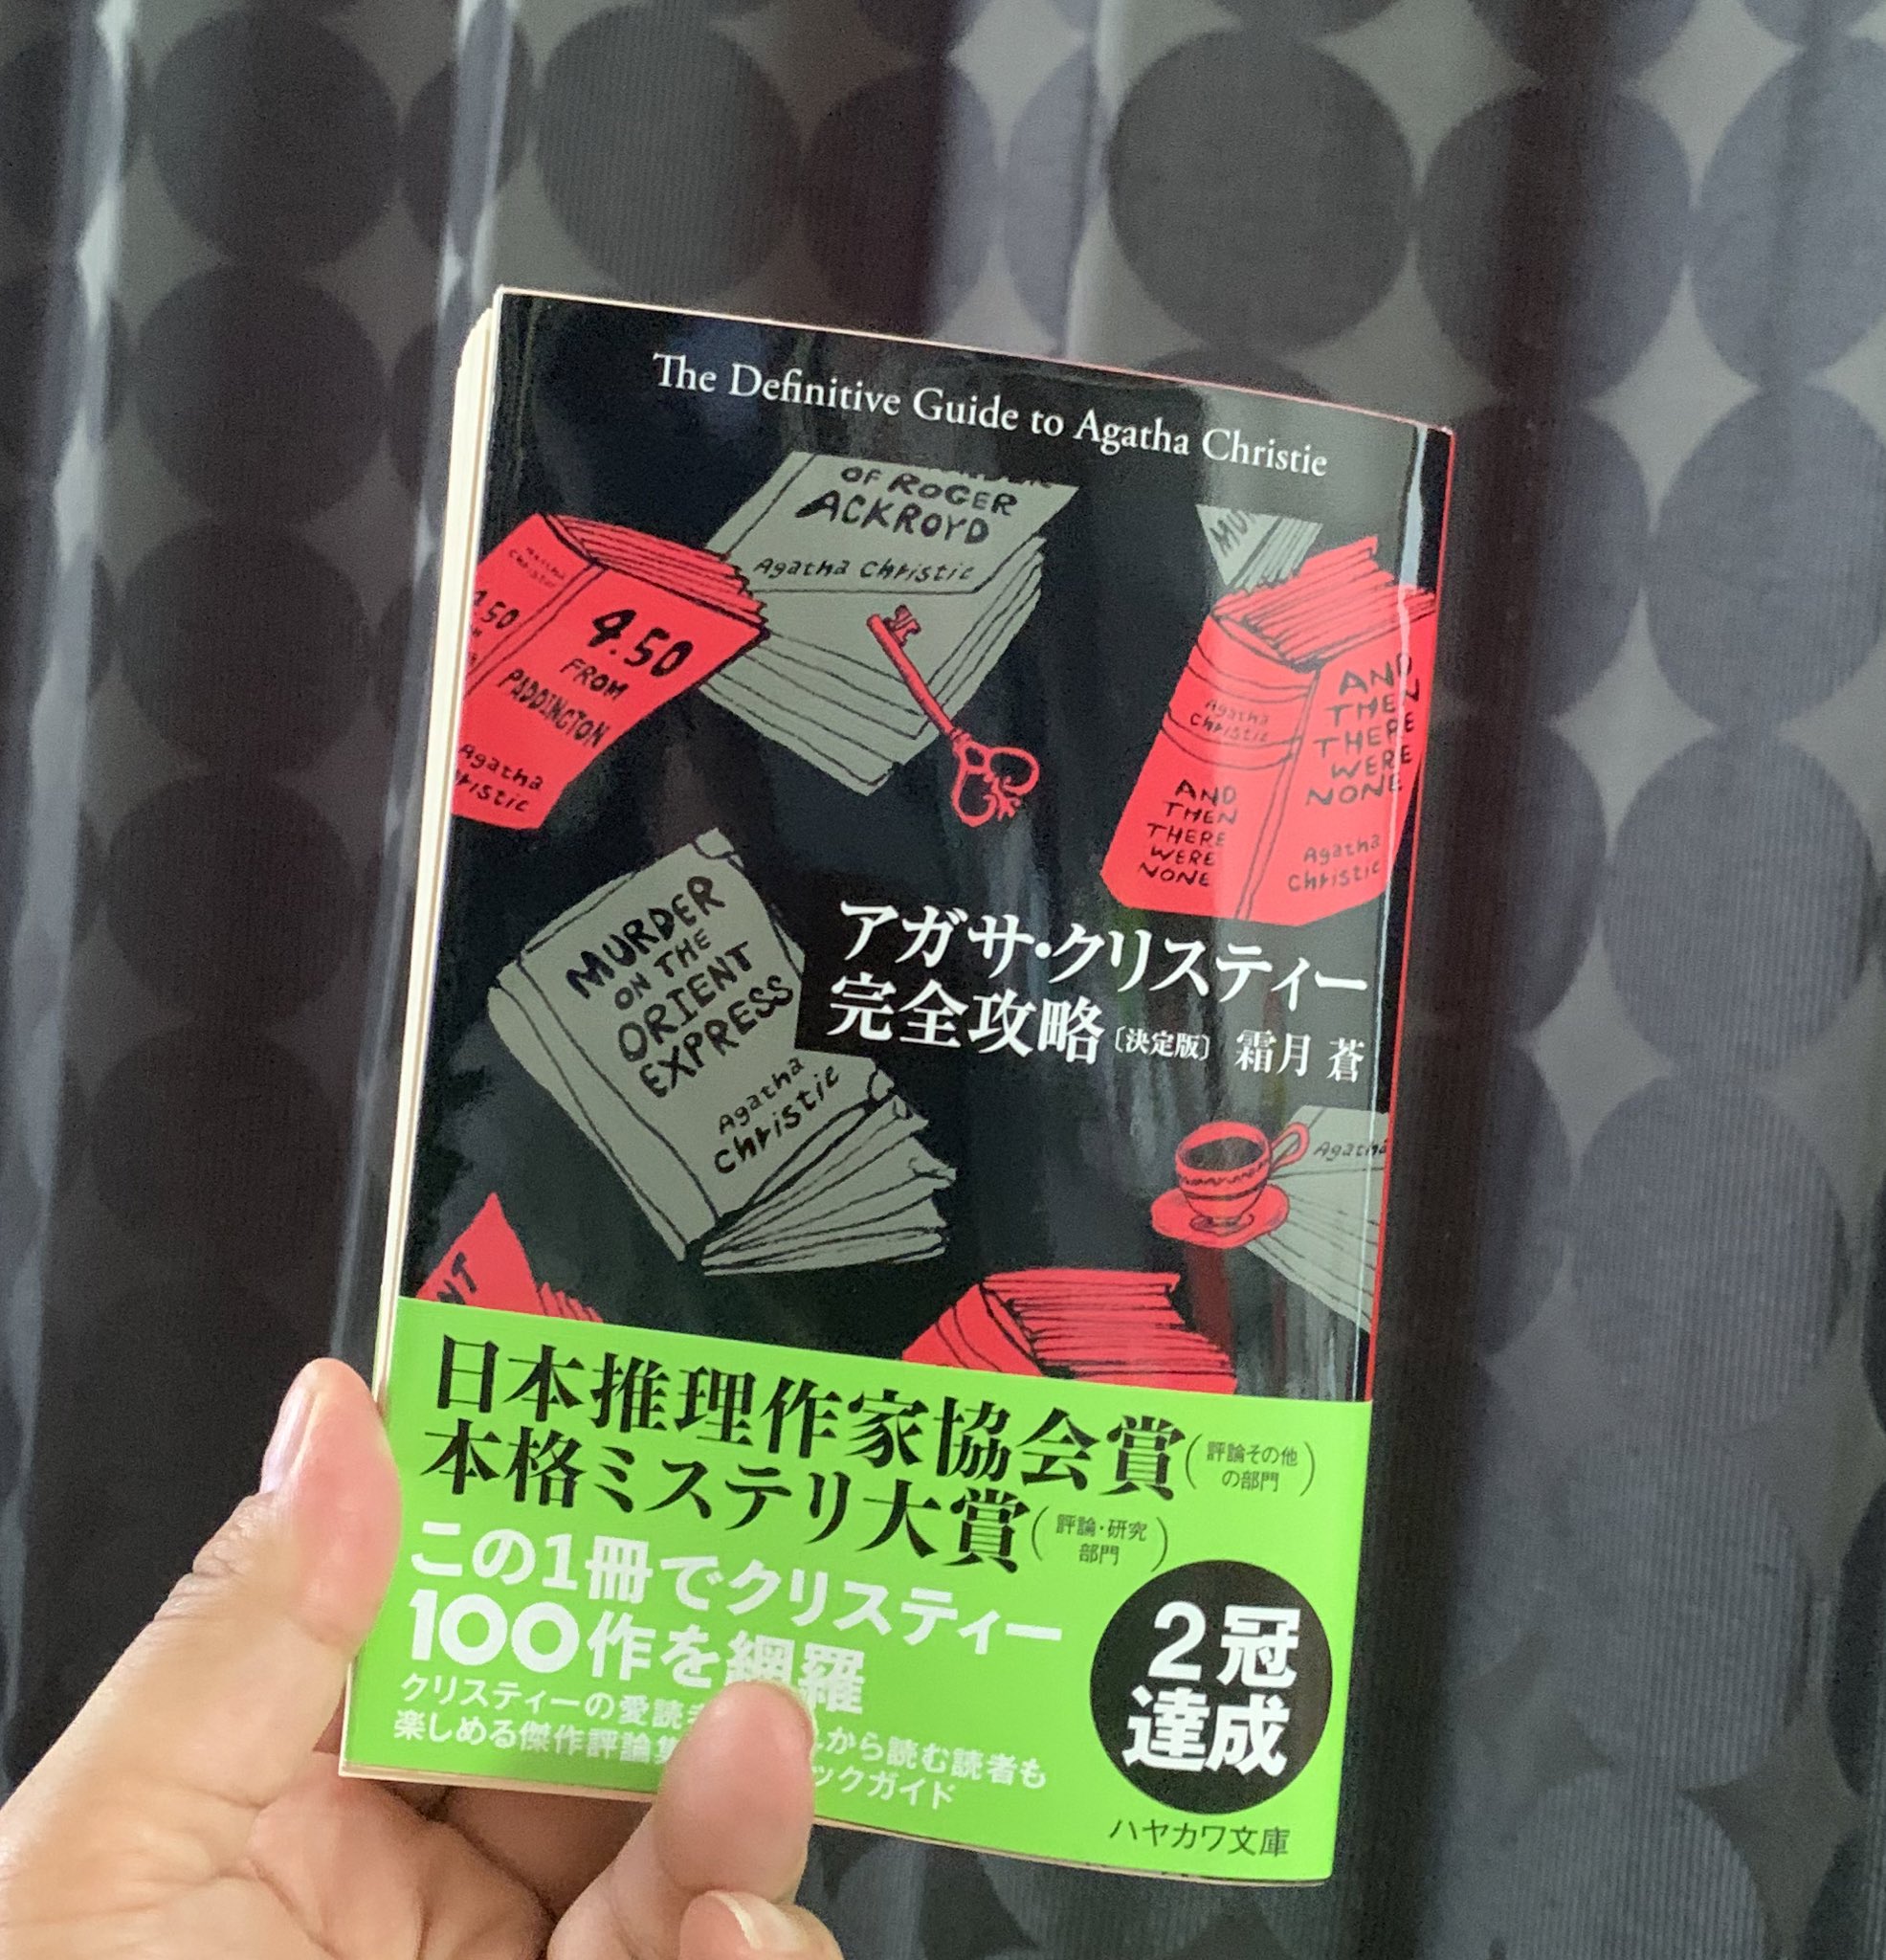 The Definitive Guide to Agatha Christie
OF ROGER
ACKROYD
Agatha Christie
4.50
FROM
PADDINGTON
Agatha
Christie
AND
THEN
THERE
WERE
NONE
Agatha
Christie
Agatha
Christie
AND
THEN
THERE
WERE
NONE
MURDER
ON THE
ORIENT
EXPRESS
Agatha
Christie
アガサ・クリスティー
完全攻略〔決定版〕 霜月 蒼
Agatha
日本推理作家協会賞(評論その他の部門)
本格ミステリ大賞(評論・研究部門)
この1冊でクリスティー
100作を網羅
クリスティーの愛読 から読む読者も
楽しめる傑作評論集 ックガイド
2冠
達成
ハヤカワ文庫